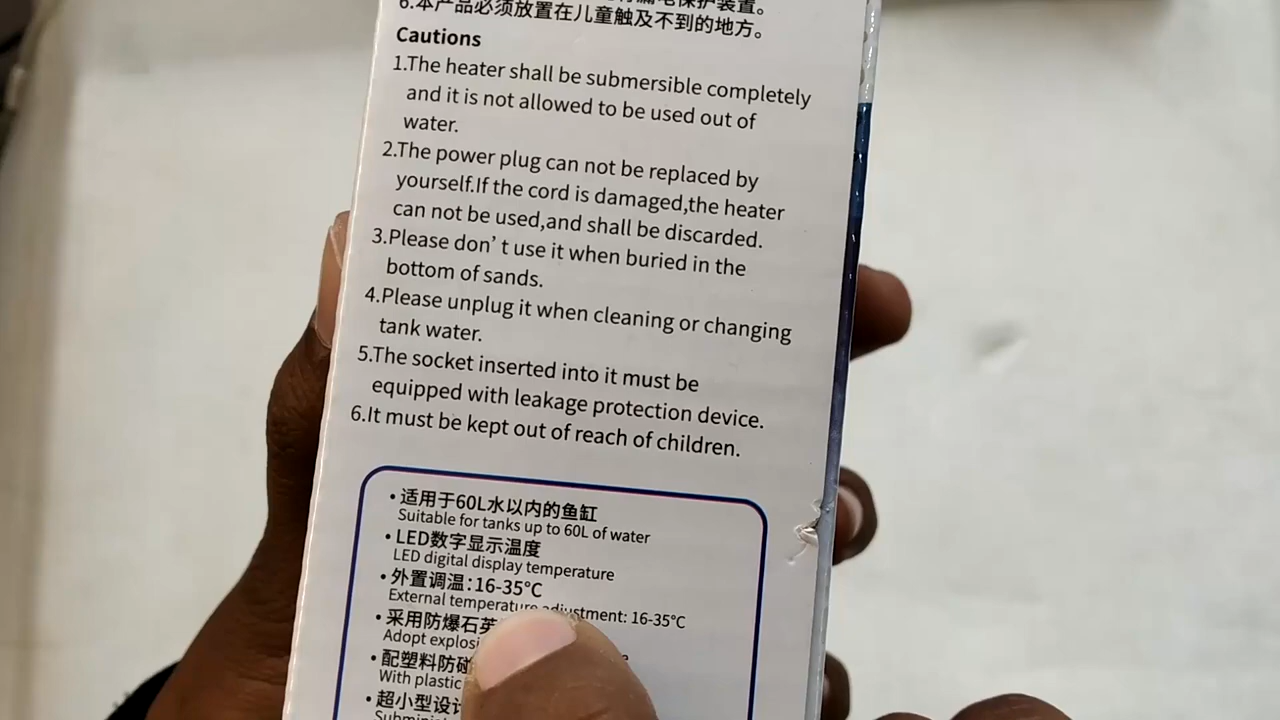 保护装置。
6.本产品必须放置在儿童触及不到的地方。
Cautions
1.The heater shall be submersible completely
and it is not allowed to be used out of
water.
2.The power plug can not be replaced by
yourself.If the cord is damaged,the heater
can not be used,and shall be discarded.
3.Please don’t use it when buried in the
bottom of sands.
4.Please unplug it when cleaning or changing
tank water.
5.The socket inserted into it must be
equipped with leakage protection device.
6.It must be kept out of reach of children.
•适用于60L水以内的鱼缸
Suitable for tanks up to 60L of water
•LED数字显示温度
LED digital display temperature
•外置调温:16-35℃
External temperature adjustment: 16-35℃
•采用防爆石英
Adopt
•配塑料防碰
With plastic
•超小型设计